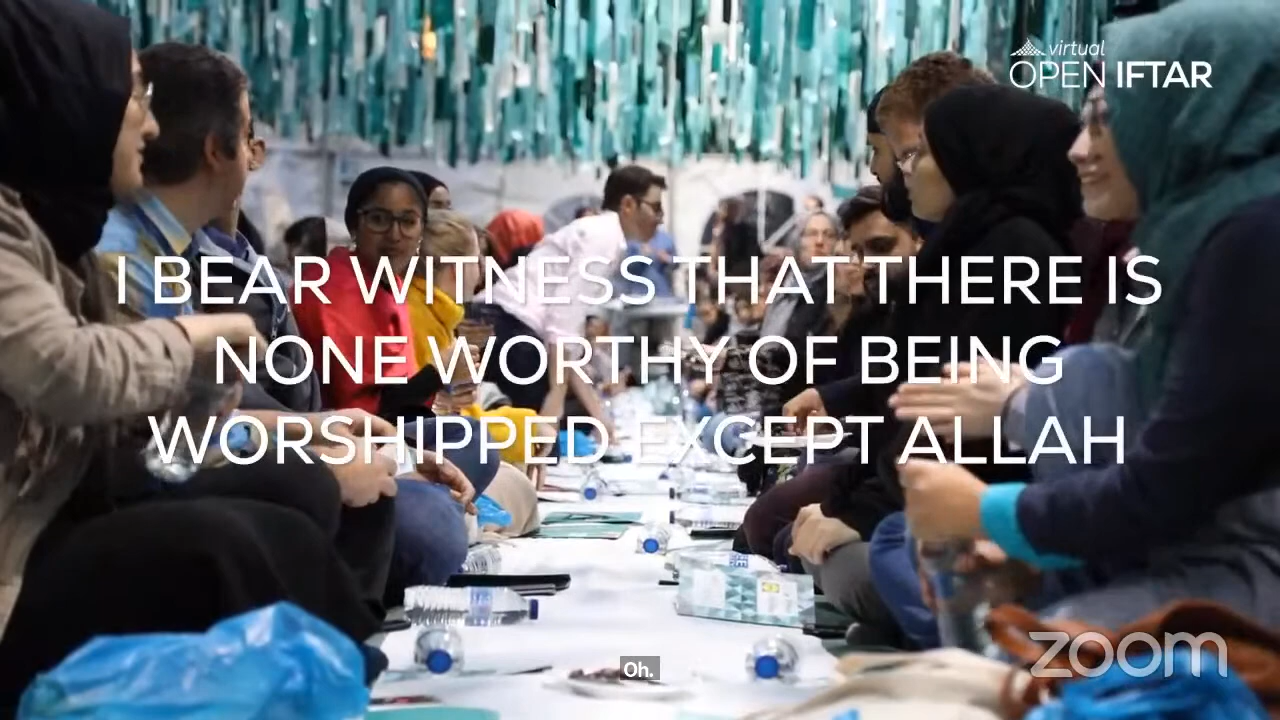 virtual
OPEN IFTAR
I BEAR WITNESS THAT THERE IS
NONE WORTHY OF BEING
WORSHIPPED EXCEPT ALLAH
Oh.
zoom